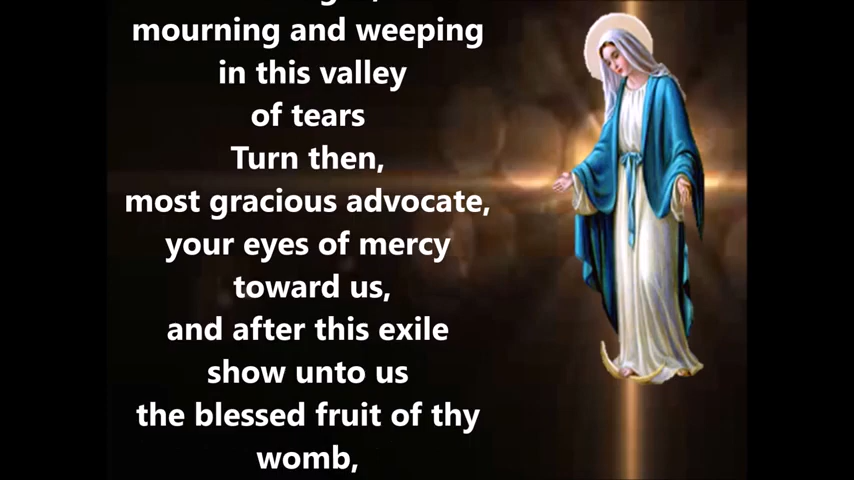 mourning and weeping
in this valley
of tears
Turn then,
most gracious advocate,
your eyes of mercy
toward us,
and after this exile
show unto us
the blessed fruit of thy
womb,